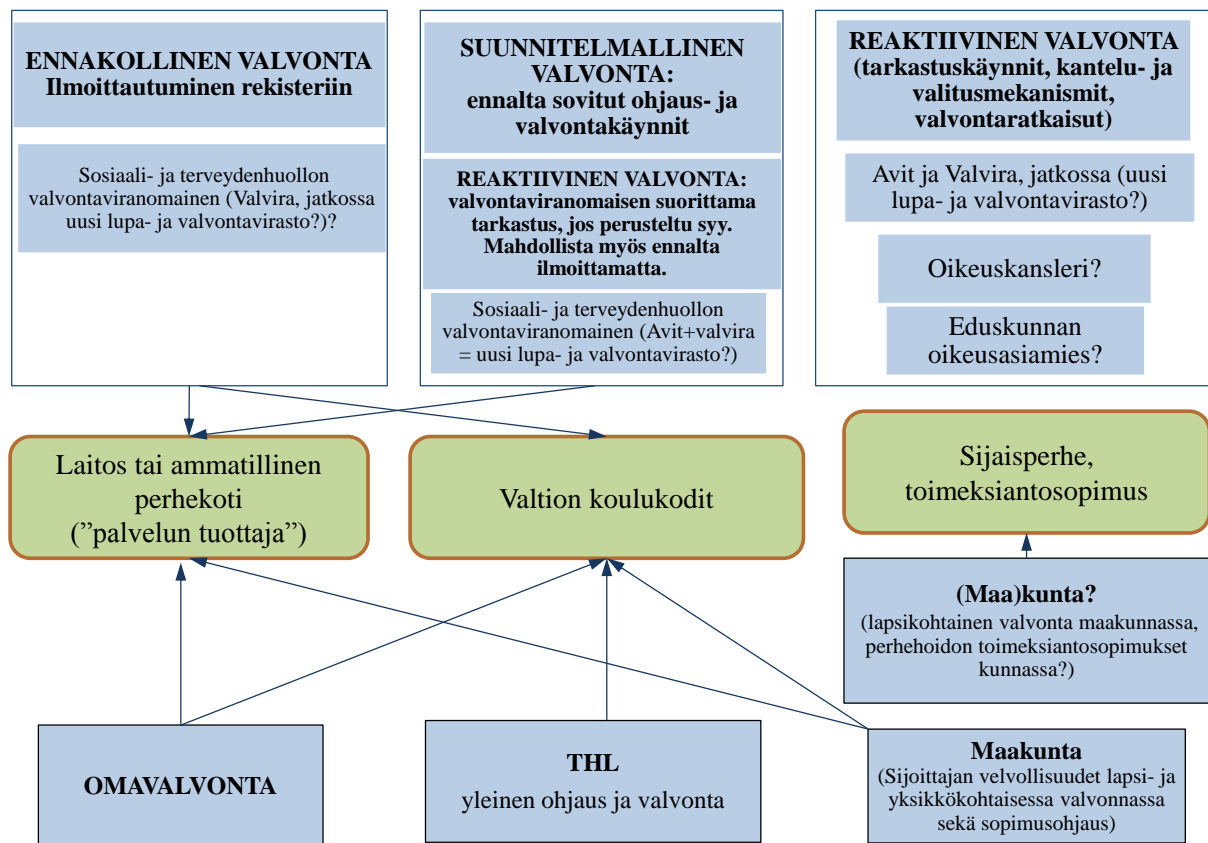 ENNAKOLLINEN VALVONTA
Ilmoittautuminen rekisteriin
Sosiaali- ja terveydenhuollon
valvontaviranomainen (Valvira, jatkossa
uusi lupa- ja valvontavirasto?)?
SUUNNITELMALLINEN
VALVONTA:
ennalta sovitut ohjaus- ja
valvontakäynnit
REAKTIIVINEN VALVONTA:
valvontaviranomaisen suorittama
tarkastus, jos perusteltu syy.
Mahdollista myös ennalta
ilmoittamatta.
Sosiaali- ja terveydenhuollon
valvontaviranomainen (Avit+valvira
= uusi lupa- ja valvontavirasto?)
REAKTIIVINEN VALVONTA
(tarkastuskäynnit, kantelu- ja
valitusmekanismit,
valvontaratkaisut)
Avit ja Valvira, jatkossa (uusi
lupa- ja valvontavirasto?)
Oikeuskansleri?
Eduskunnan
oikeusasiamies?
Laitos tai ammatillinen
perhekoti
(”palvelun tuottaja”)
Valtion koulukodit
Sijaisperhe,
toimeksiantosopimus
(Maa)kunta?
(lapsikohtainen valvonta maakunnassa,
perhehoidon toimeksiantosopimukset
kunnassa?)
OMAVALVONTA
THL
yleinen ohjaus ja valvonta
Maakunta
(Sijoittajan velvollisuudet lapsi- ja
yksikkökohtaisessa valvonnassa
sekä sopimusohjaus)